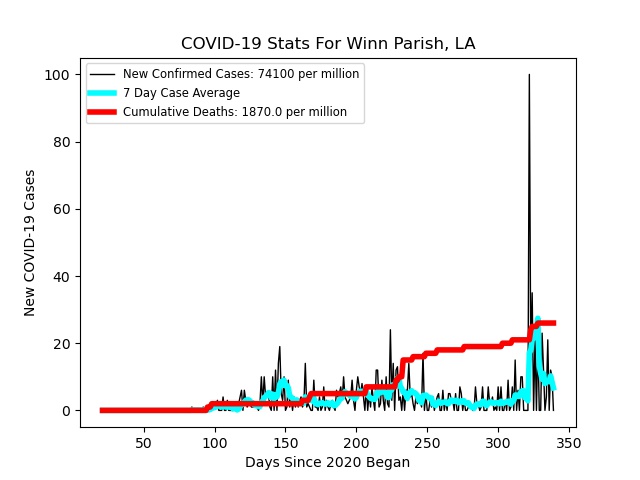 COVID-19 Stats For Winn Parish, LA
New Confirmed Cases: 74100 per million
7 Day Case Average
Cumulative Deaths: 1870.0 per million
New COVID-19 Cases
100
80
60
40
20
0
50 100 150 200 250 300 350
Days Since 2020 Began